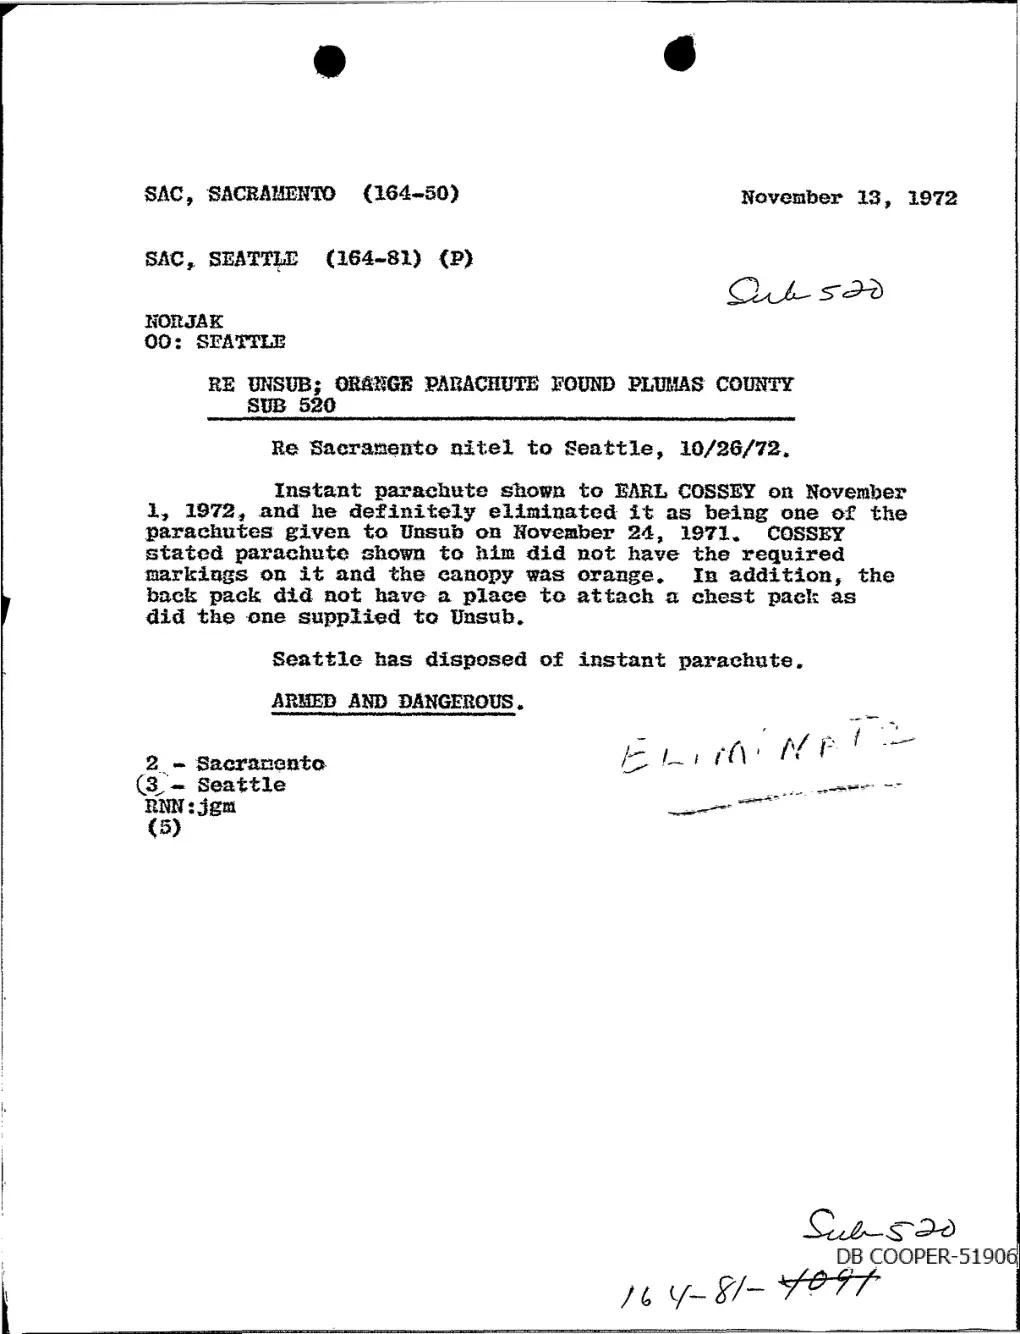 SAC, SACRAMENTO (164-50)
November 13, 1972
SAC, SEATTLE (164-81) (P)
Sub 520
NORJAK
OO: SEATTLE
RE UNSUB; ORANGE PARACHUTE FOUND PLUMAS COUNTY
SUB 520
Re Sacramento nitel to Seattle, 10/26/72.
Instant parachute shown to EARL COSSEY on November
1, 1972, and he definitely eliminated it as being one of the
parachutes given to Unsub on November 24, 1971. COSSEY
stated parachute shown to him did not have the required
markings on it and the canopy was orange. In addition, the
back pack did not have a place to attach a chest pack as
did the one supplied to Unsub.
Seattle has disposed of instant parachute.
ARMED AND DANGEROUS.
ELIMINATE
2 - Sacramento
(3 - Seattle
RNN:jgm
(5)
Sub 520
DB COOPER-51906
164-81-4091